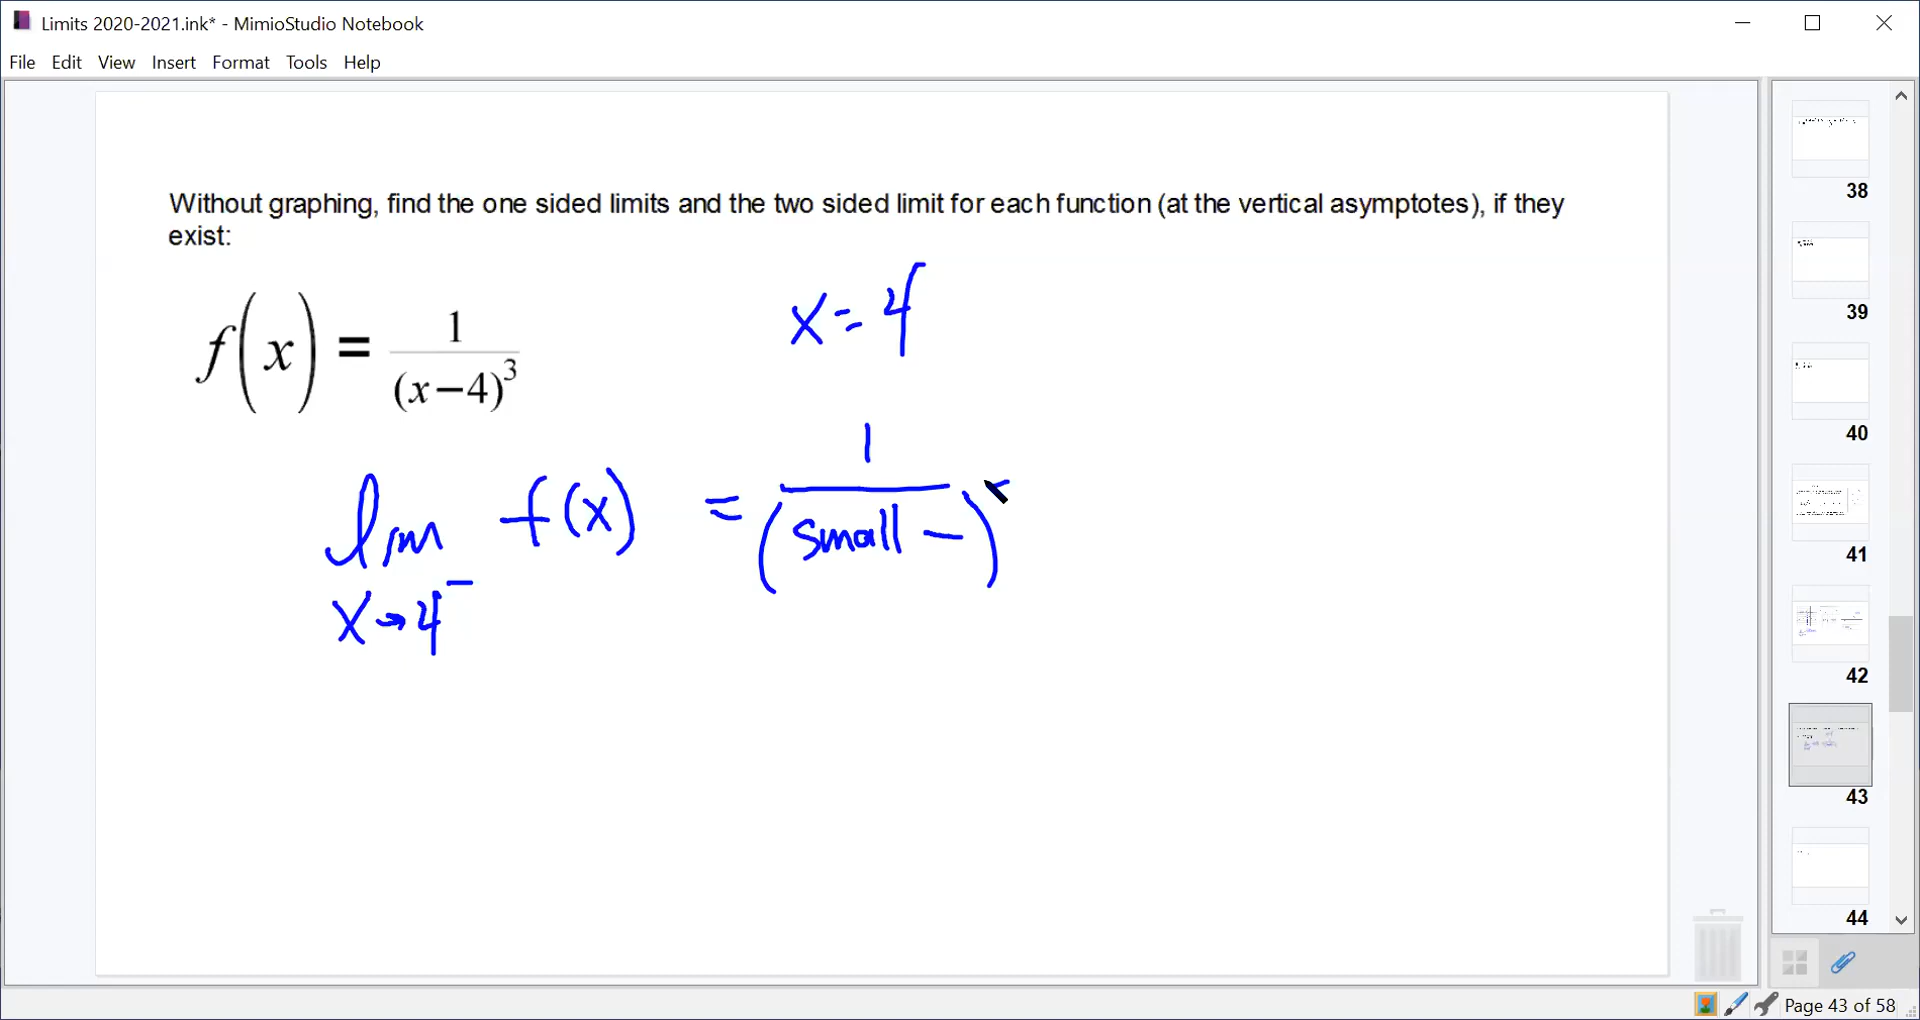 Limits 2020-2021.ink* - MimioStudio Notebook
File Edit View Insert Format Tools Help
Without graphing, find the one sided limits and the two sided limit for each function (at the vertical asymptotes), if they
exist:
x = 4
f(x) = 1/(x−4)³
lim x→4⁻ f(x) = 1/(small −)
38
39
40
41
42
43
44
Page 43 of 58